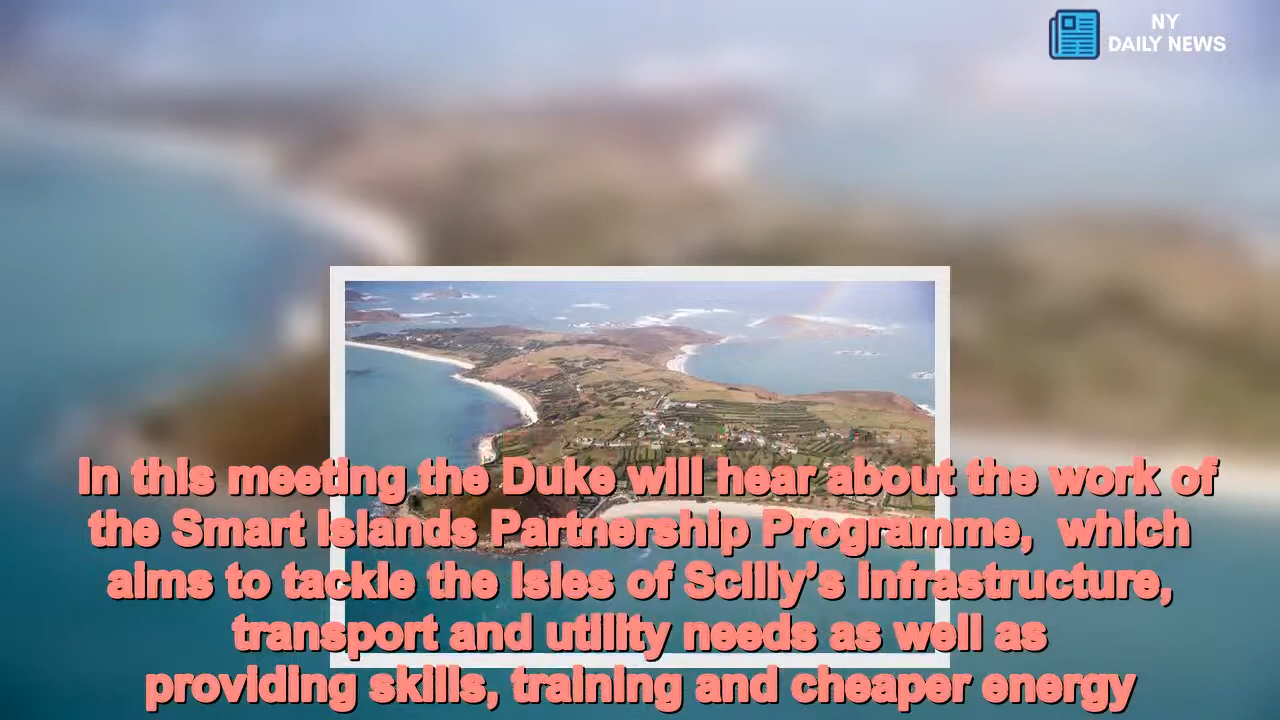 NY
DAILY NEWS
In this meeting the Duke will hear about the work of
the Smart Islands Partnership Programme,  which
aims to tackle the Isles of Scilly’s infrastructure,
transport and utility needs as well as
providing skills, training and cheaper energy